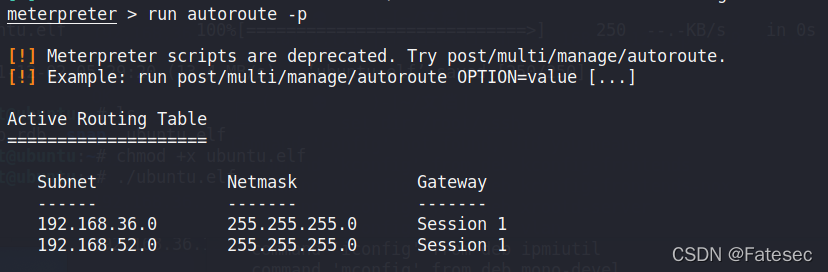 meterpreter > run autoroute -p
[!] Meterpreter scripts are deprecated. Try post/multi/manage/autoroute.
[!] Example: run post/multi/manage/autoroute OPTION=value [...]
Active Routing Table
====================
Subnet Netmask Gateway
------ ------- -------
192.168.36.0 255.255.255.0 Session 1
192.168.52.0 255.255.255.0 Session 1
CSDN @Fatesec